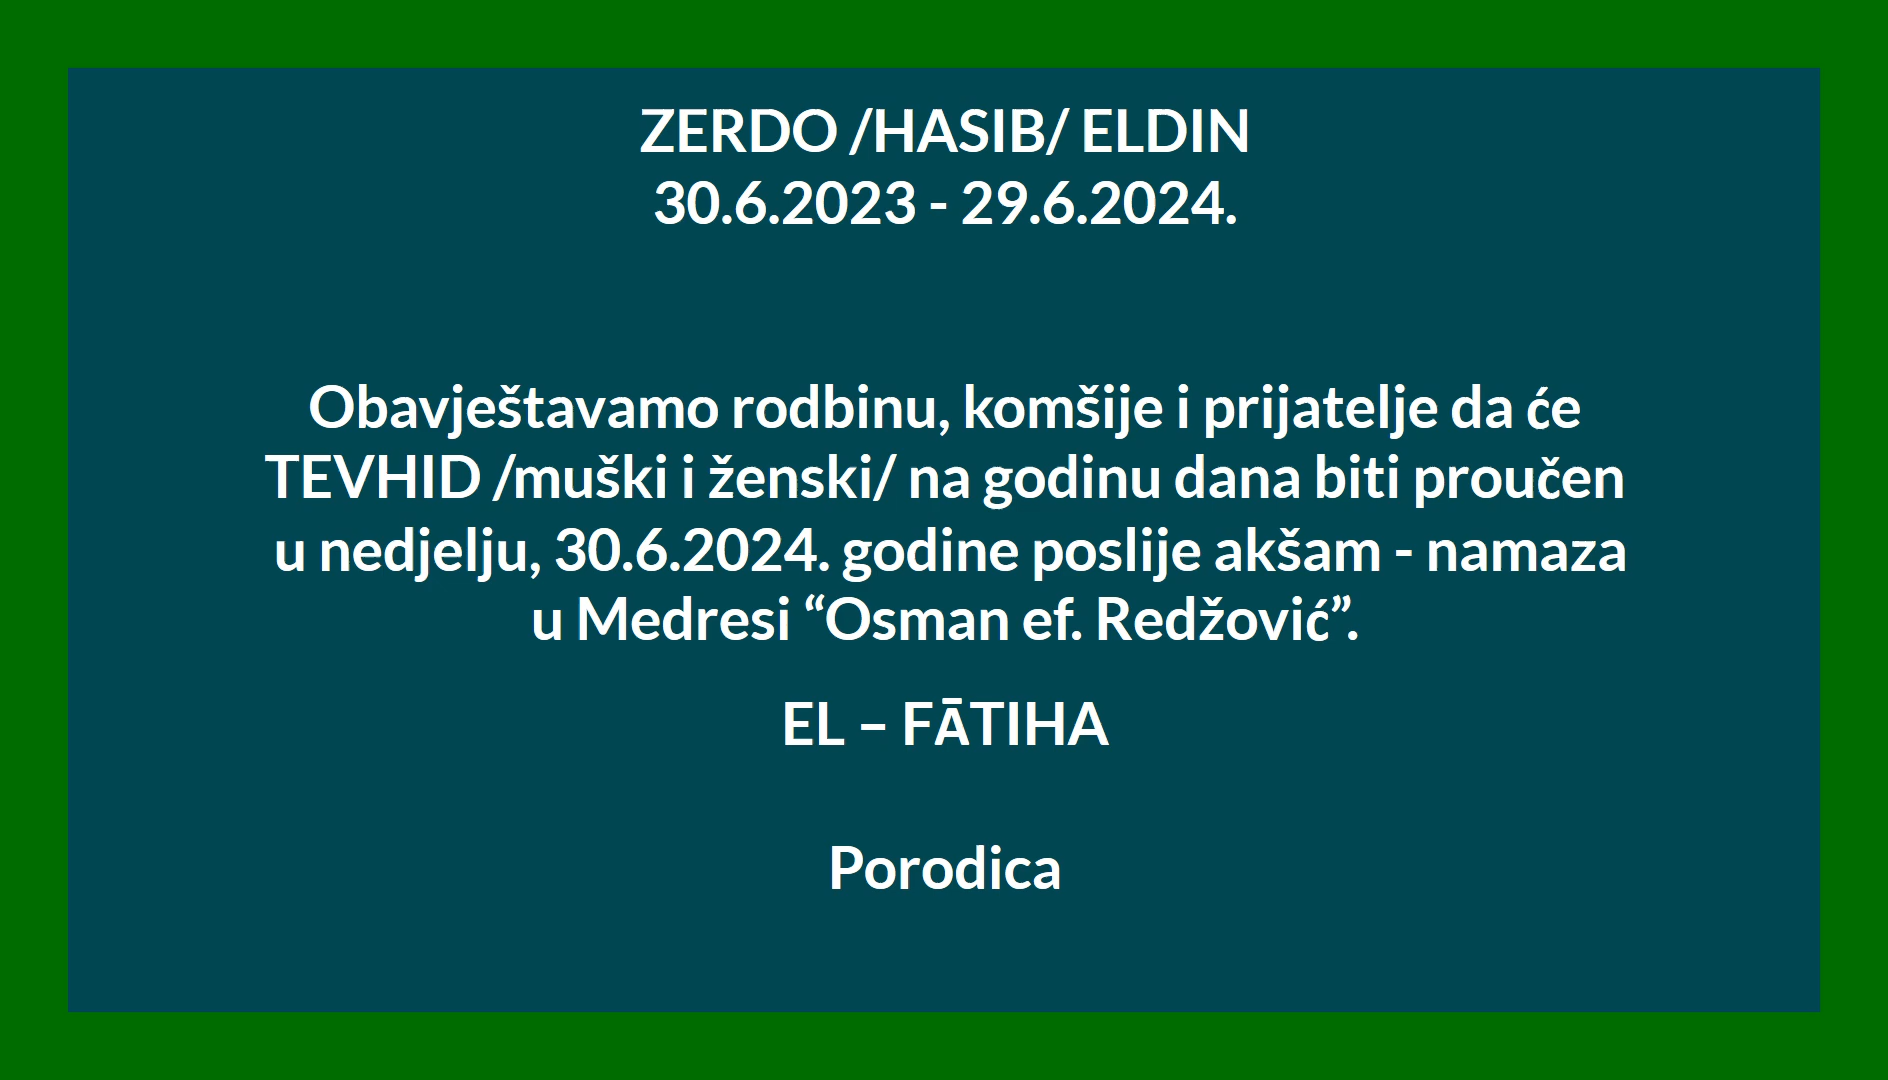 ZERDO /HASIB/ ELDIN
30.6.2023 - 29.6.2024.
Obavještavamo rodbinu, komšije i prijatelje da će
TEVHID /muški i ženski/ na godinu dana biti proučen
u nedjelju, 30.6.2024. godine poslije akšam - namaza
u Medresi “Osman ef. Redžović”.
EL – FĀTIHA
Porodica